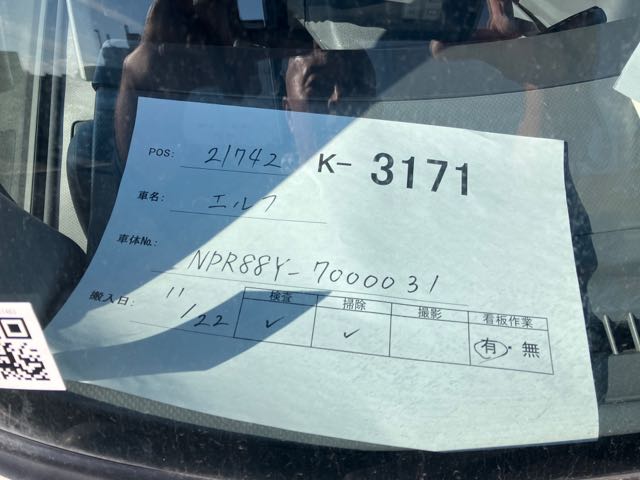 POS: 21742 K- 3171
車名: エルフ
車体No.: NPR88Y-7000031
搬入日: 11/22
検査 掃除 撮影 看板作業
✓ ✓ 有・無